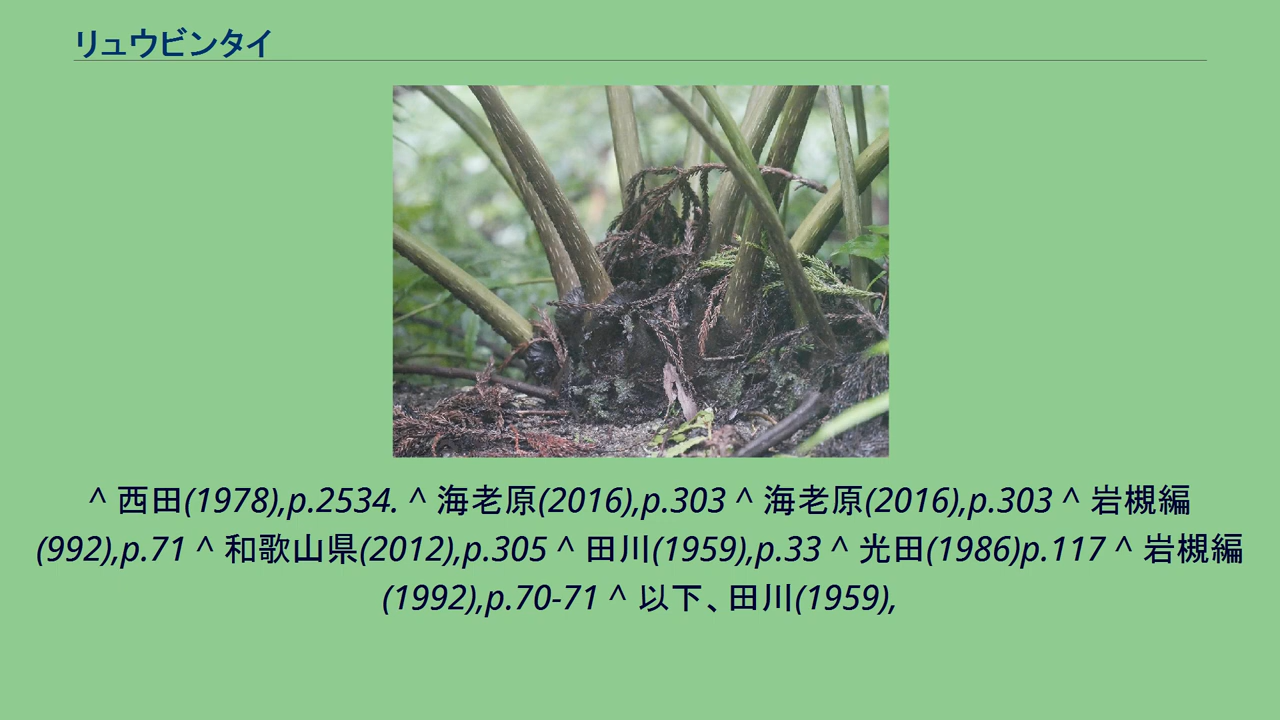 リュウビンタイ
^ 西田(1978),p.2534. ^ 海老原(2016),p.303 ^ 海老原(2016),p.303 ^ 岩槻編
(992),p.71 ^ 和歌山県(2012),p.305 ^ 田川(1959),p.33 ^ 光田(1986)p.117 ^ 岩槻編
(1992),p.70-71 ^ 以下、田川(1959),